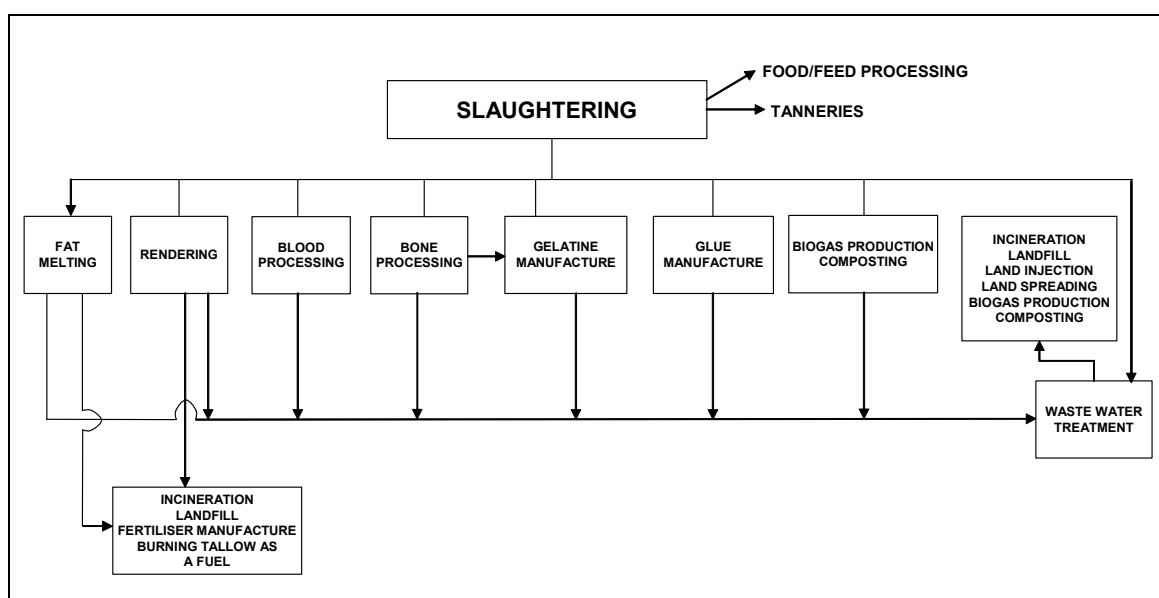 FOOD/FEED PROCESSING
SLAUGHTERING
TANNERIES
FAT
MELTING
RENDERING
BLOOD
PROCESSING
BONE
PROCESSING
GELATINE
MANUFACTURE
GLUE
MANUFACTURE
BIOGAS PRODUCTION
COMPOSTING
INCINERATION
LANDFILL
LAND INJECTION
LAND SPREADING
BIOGAS PRODUCTION
COMPOSTING
WASTE WATER
TREATMENT
INCINERATION
LANDFILL
FERTILISER MANUFACTURE
BURNING TALLOW AS
A FUEL